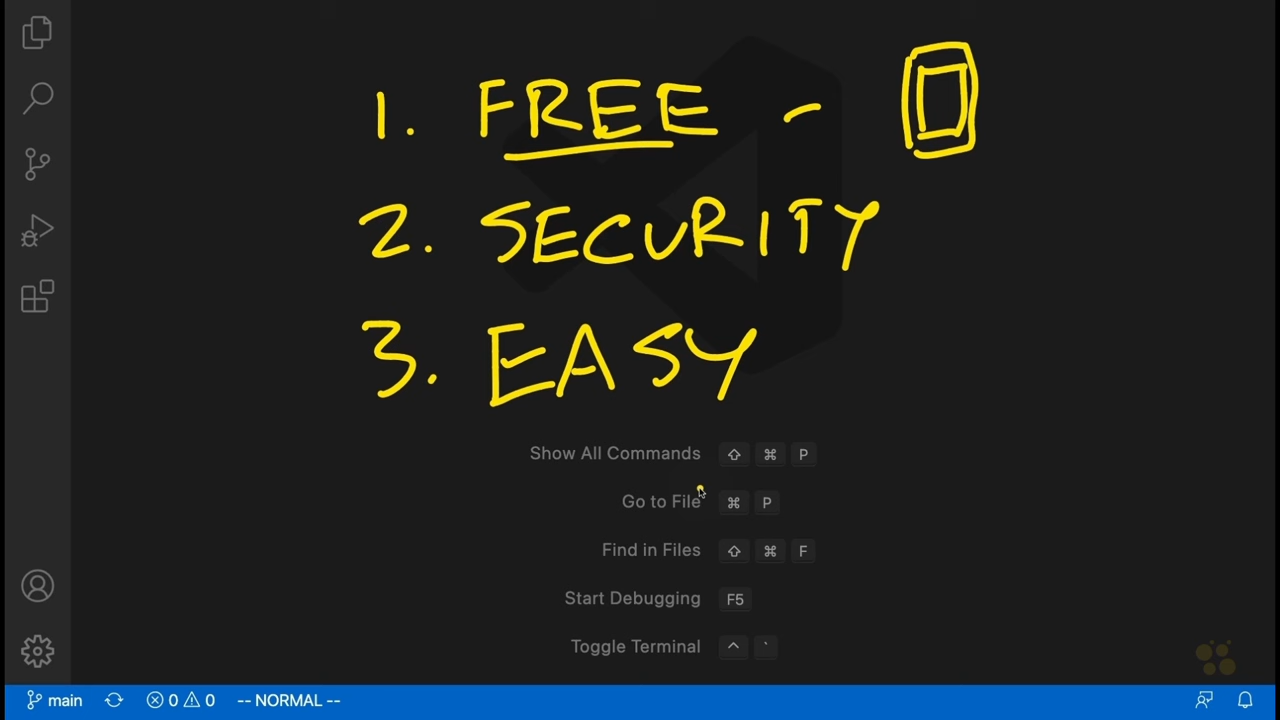 1. FREE -
2. SECURITY
3. EASY
Show All Commands ⇧ ⌘ P
Go to File ⌘ P
Find in Files ⇧ ⌘ F
Start Debugging F5
Toggle Terminal ^ `
main 0 0 -- NORMAL --